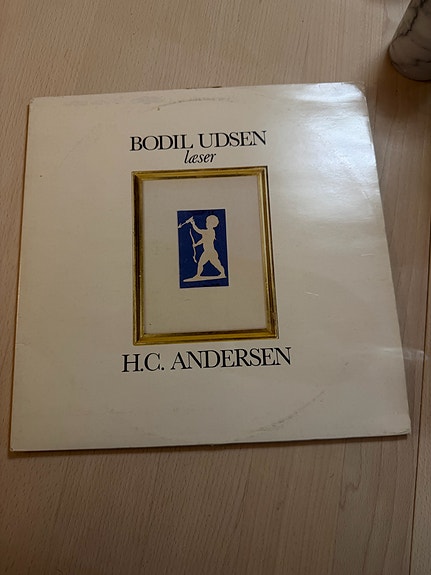 BODIL UDSEN
læser
H.C. ANDERSEN